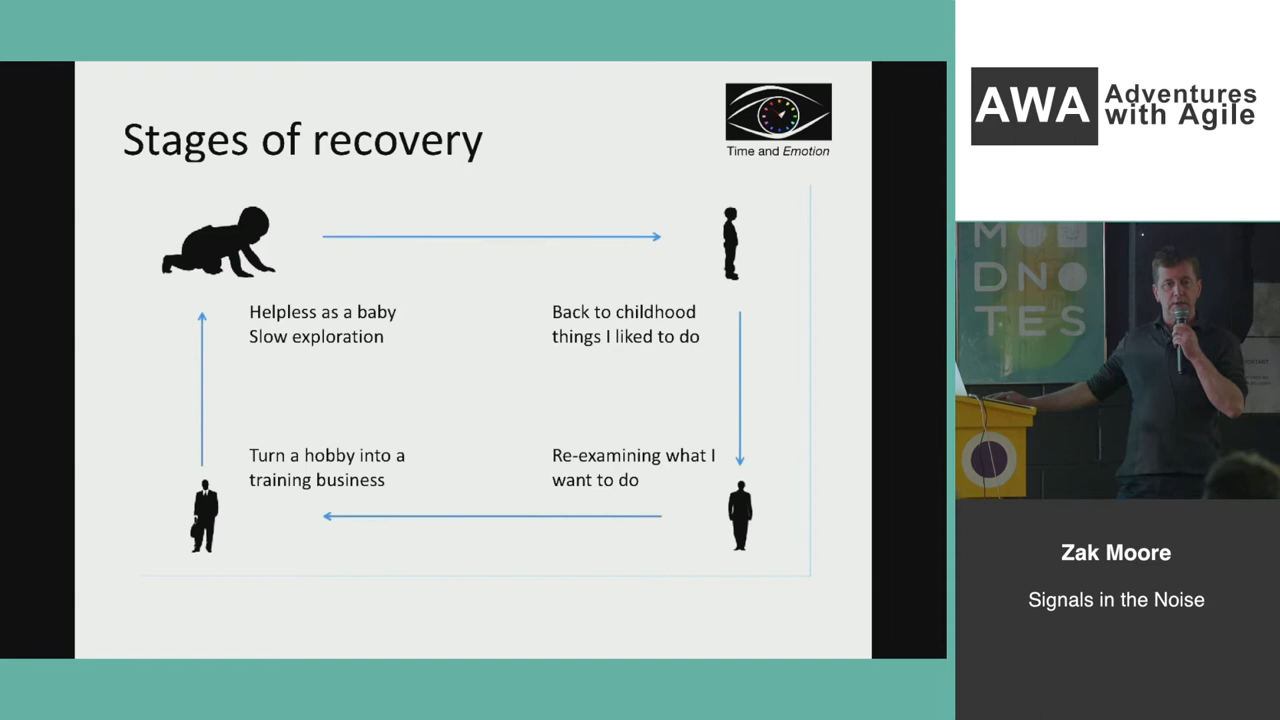 Stages of recovery
Time and Emotion
Helpless as a baby
Slow exploration
Back to childhood
things I liked to do
Turn a hobby into a
training business
Re-examining what I
want to do
AWA
Adventures
with Agile
DNOTES
Zak Moore
Signals in the Noise